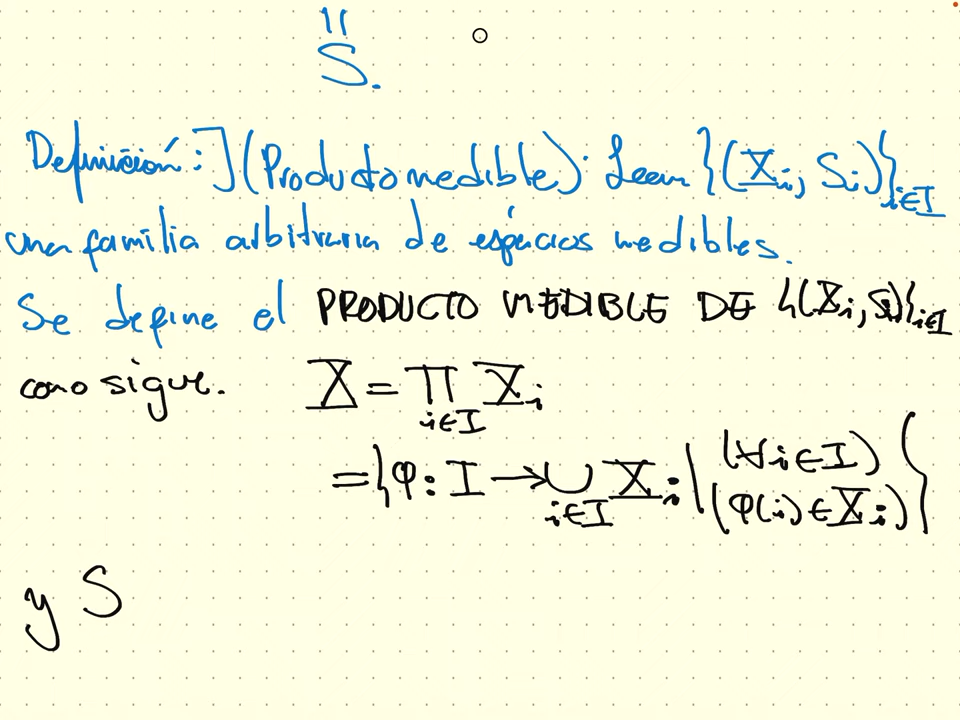 "
S.
Definición:](Producto medible): Sean {(X_i, S_i)}_{i∈I}
una familia arbitraria de espacios medibles.
Se define el PRODUCTO MEDIBLE DE {(X_i, S_i)}_{i∈I}
como sigue. X = ∏_{i∈I} X_i
= {φ: I → ∪_{i∈I} X_i | (∀i∈I) (φ(i)∈X_i)}
y S